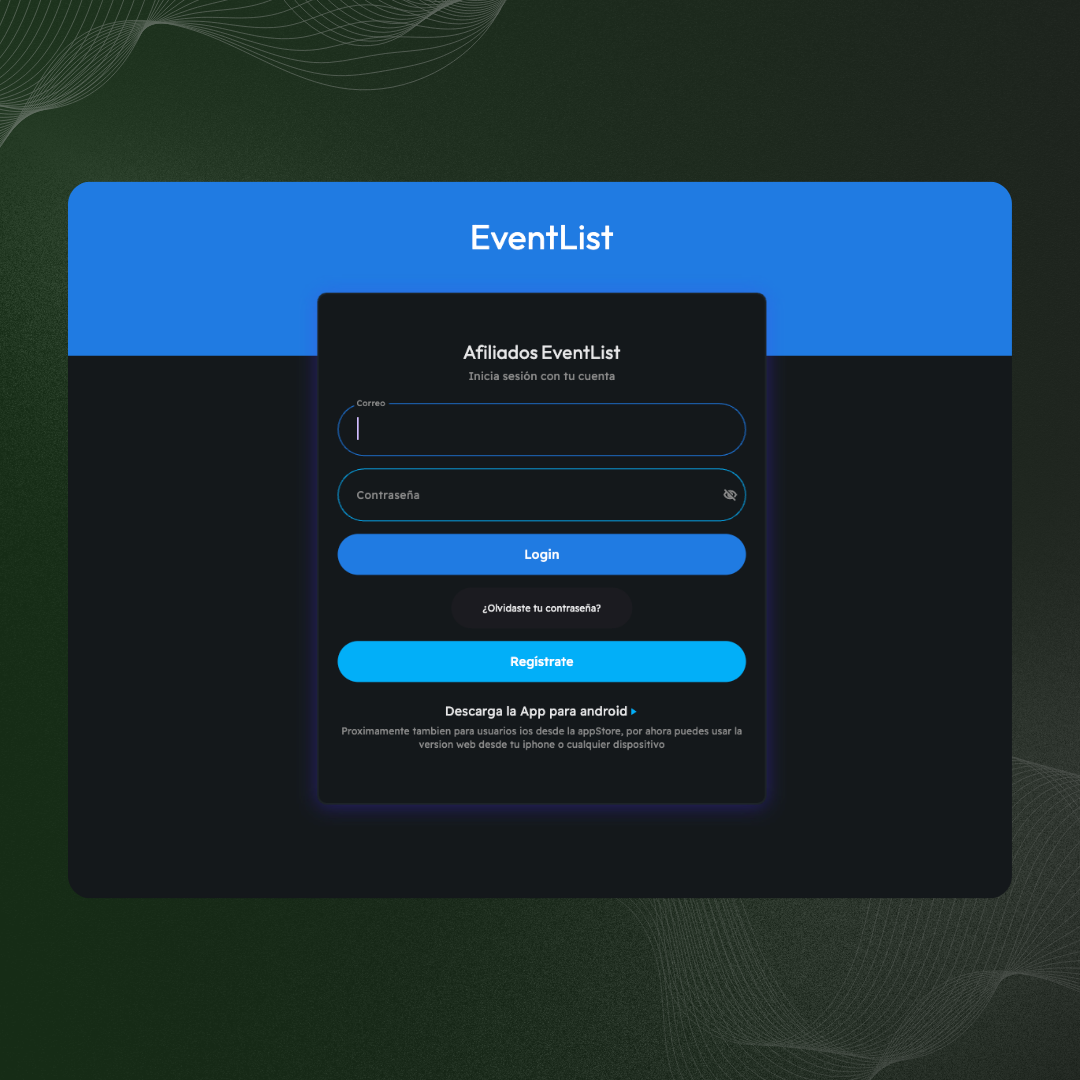 EventList
Afiliados EventList
Inicia sesión con tu cuenta
Correo
Contraseña
Login
¿Olvidaste tu contraseña?
Regístrate
Descarga la App para android
Proximamente tambien para usuarios ios desde la appStore, por ahora puedes usar la
version web desde tu iphone o cualquier dispositivo